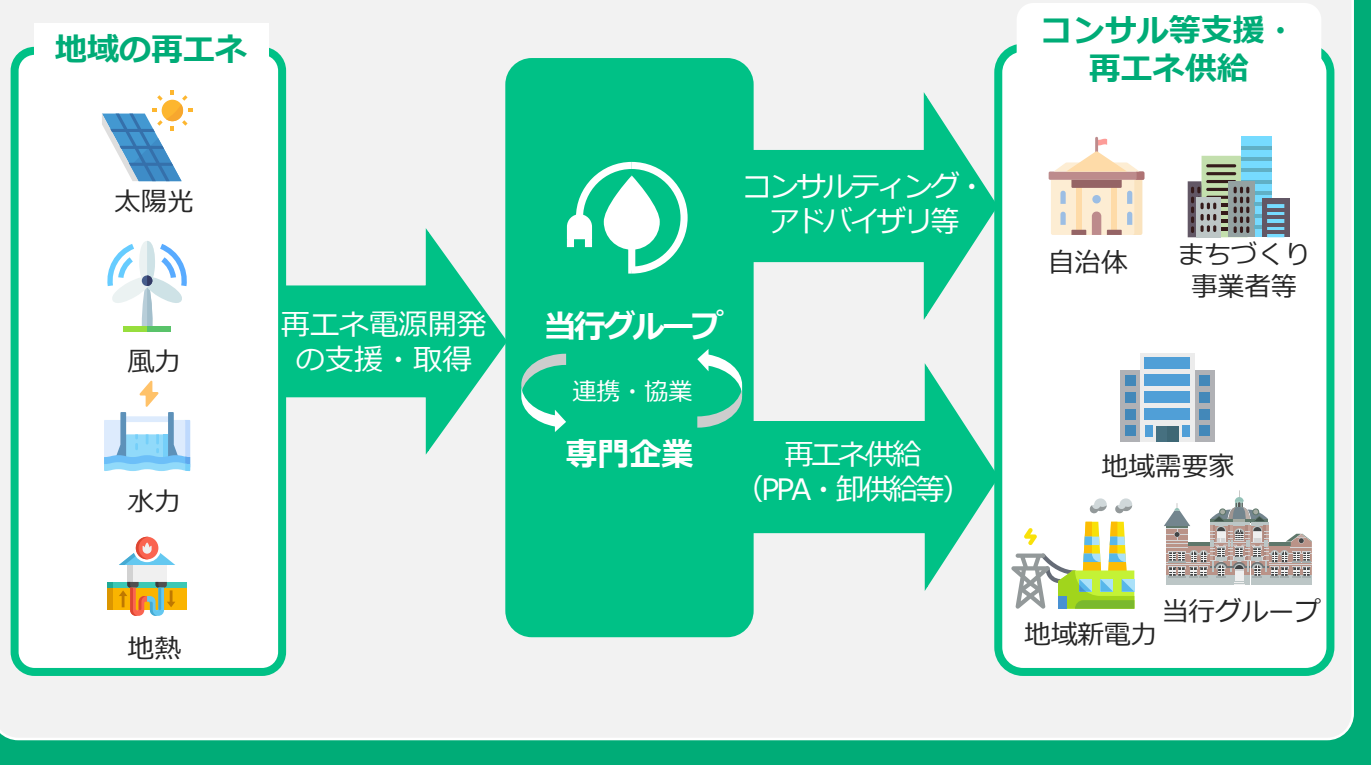 地域の再エネ
太陽光
風力
水力
地熱
再エネ電源開発
の支援・取得
当行グループ
連携・協業
専門企業
コンサルティング・
アドバイザリ等
再エネ供給
（PPA・卸供給等）
コンサル等支援・
再エネ供給
自治体
まちづくり
事業者等
地域需要家
地域新電力
当行グループ